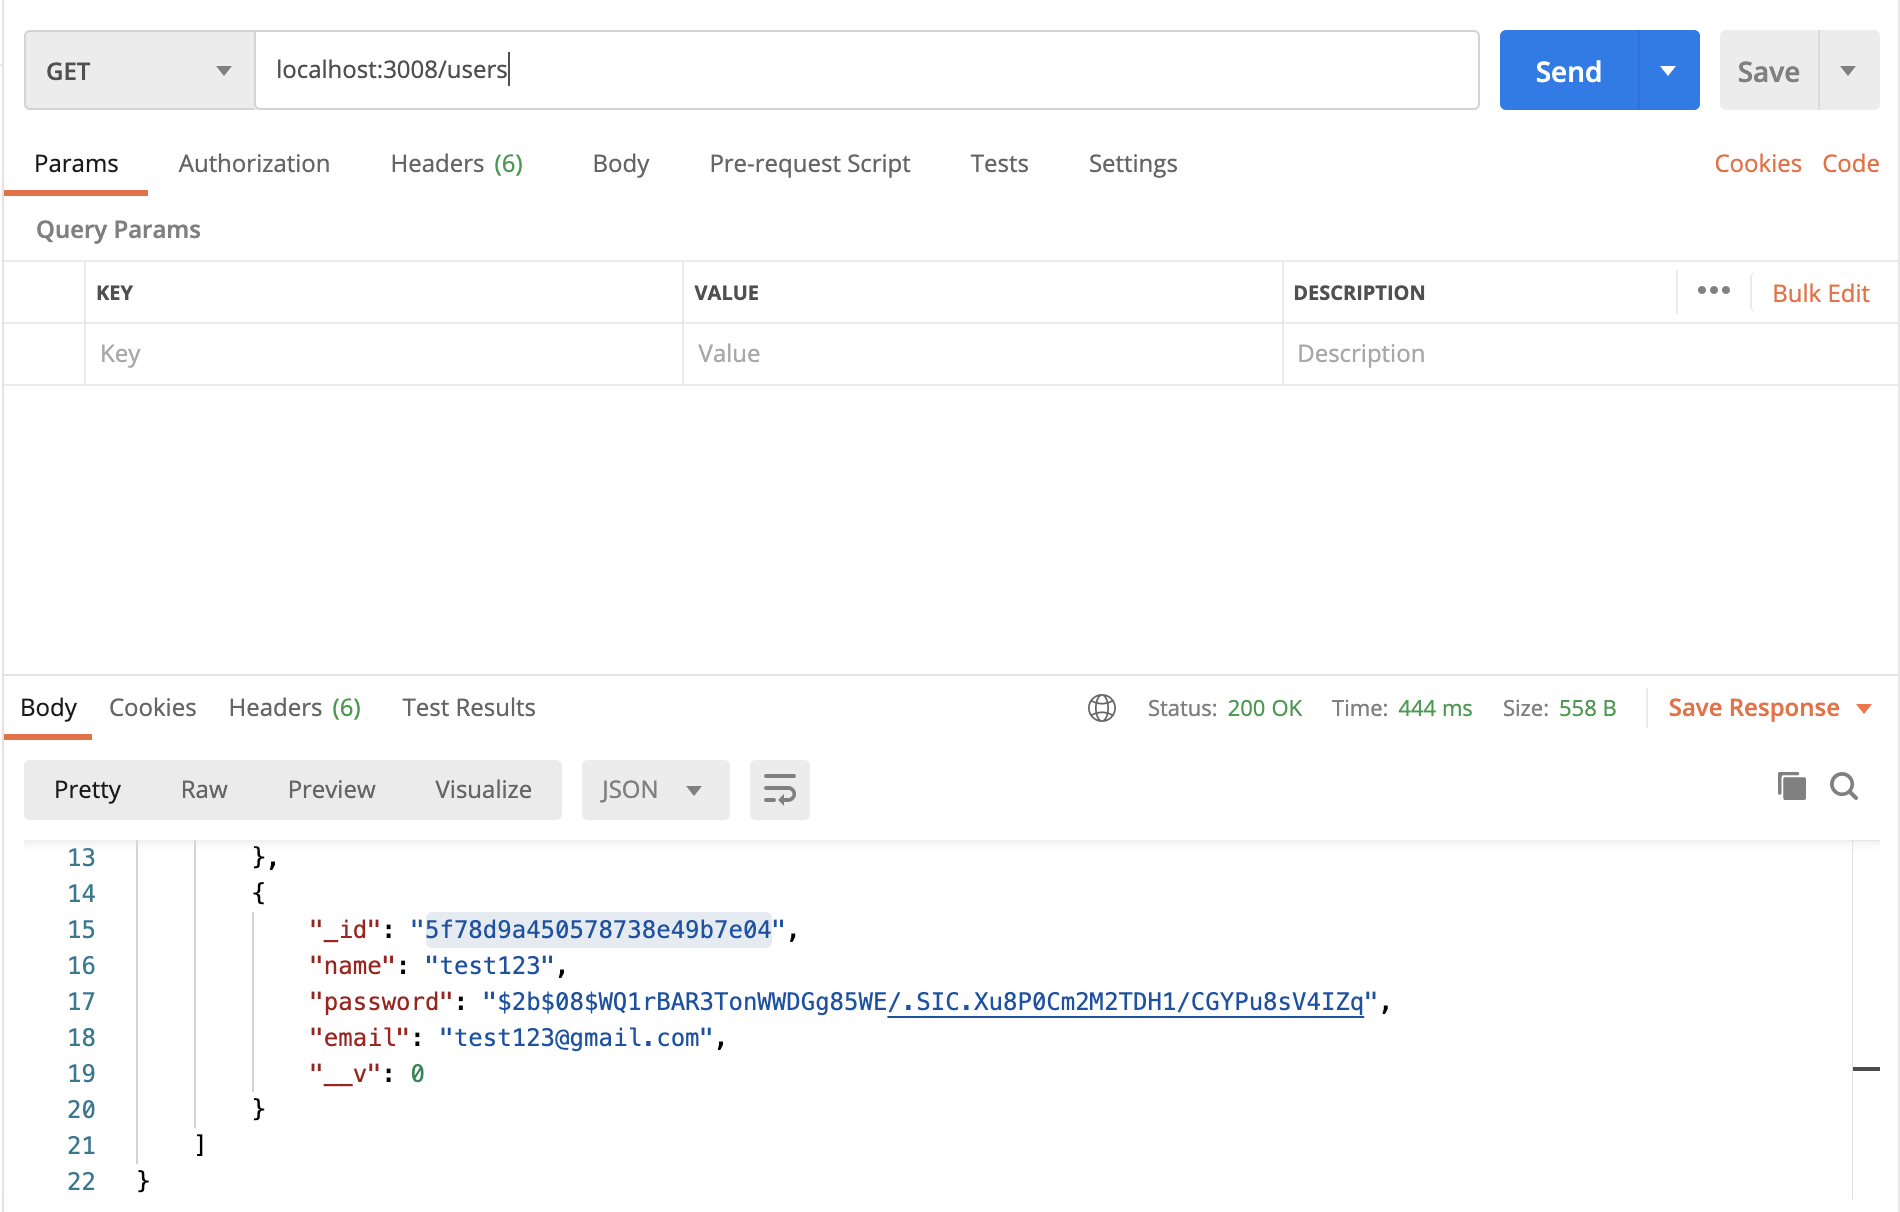 GET localhost:3008/users Send Save
Params Authorization Headers (6) Body Pre-request Script Tests Settings Cookies Code
Query Params
KEY VALUE DESCRIPTION ••• Bulk Edit
Key Value Description
Body Cookies Headers (6) Test Results Status: 200 OK Time: 444 ms Size: 558 B Save Response
Pretty Raw Preview Visualize JSON
13 },
14 {
15 "_id": "5f78d9a450578738e49b7e04",
16 "name": "test123",
17 "password": "$2b$08$WQ1rBAR3TonWWDGg85WE/.SIC.Xu8P0Cm2M2TDH1/CGYPu8sV4IZq",
18 "email": "test123@gmail.com",
19 "__v": 0
20 }
21 ]
22 }